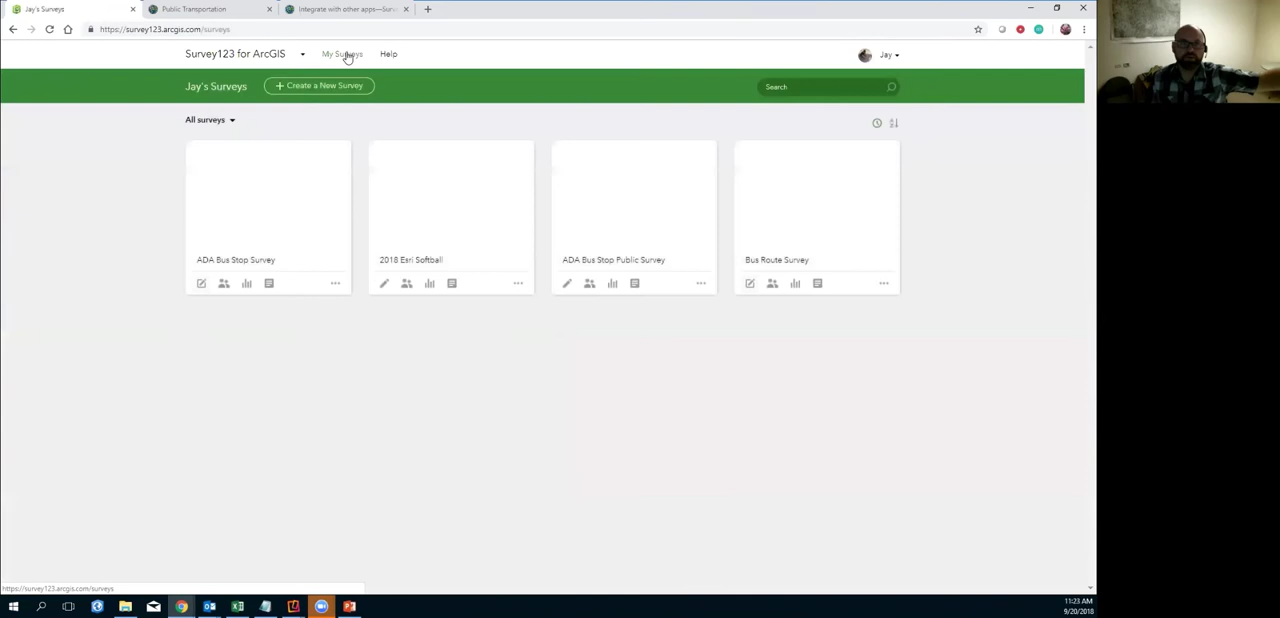 Jay's Surveys
Public Transportation
Integrate with other apps—Surv
https://survey123.arcgis.com/surveys
Survey123 for ArcGIS
My Surveys
Help
Jay
Jay's Surveys
+ Create a New Survey
Search
All surveys
ADA Bus Stop Survey
2018 Esri Softball
ADA Bus Stop Public Survey
Bus Route Survey
https://survey123.arcgis.com/surveys
11:23 AM
9/20/2018